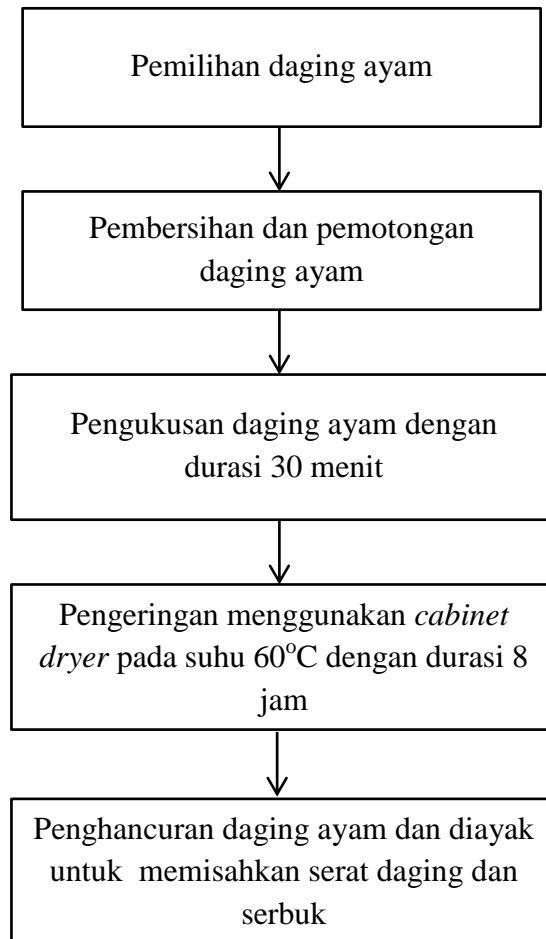 Pemilihan daging ayam
Pembersihan dan pemotongan
daging ayam
Pengukusan daging ayam dengan
durasi 30 menit
Pengeringan menggunakan cabinet
dryer pada suhu 60°C dengan durasi 8
jam
Penghancuran daging ayam dan diayak
untuk memisahkan serat daging dan
serbuk